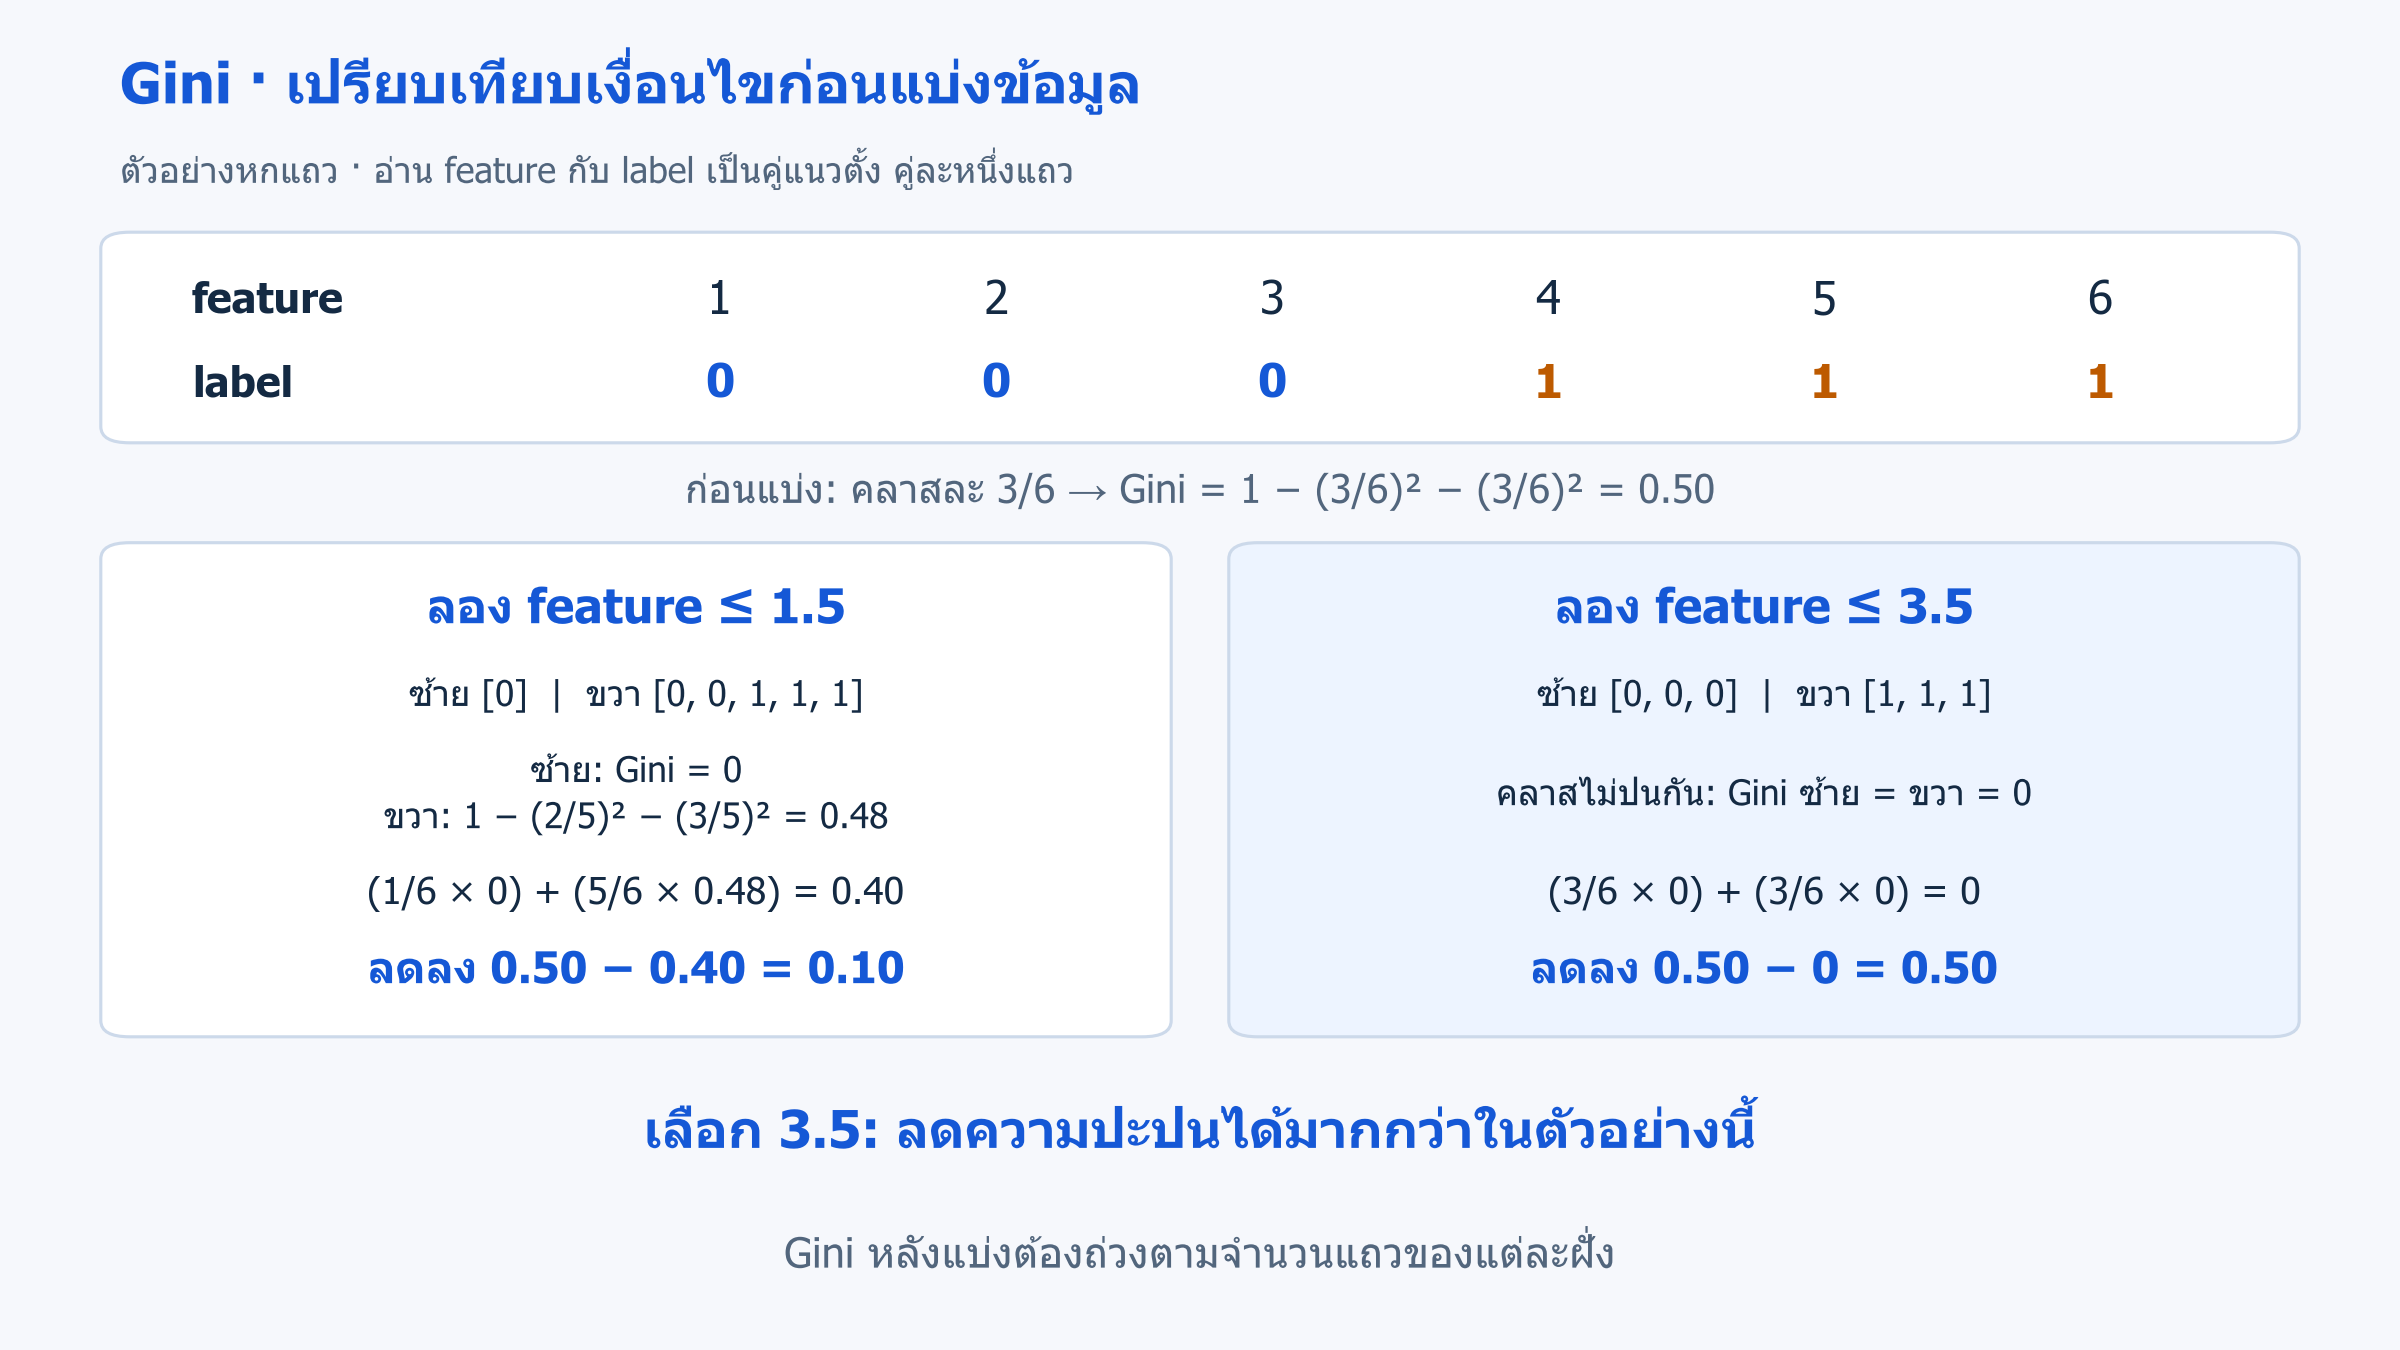 Gini · เปรียบเทียบเงื่อนไขก่อนแบ่งข้อมูล
ตัวอย่างหกแถว · อ่าน feature กับ label เป็นคู่แนวตั้ง คู่ละหนึ่งแถว
feature 1 2 3 4 5 6
label 0 0 0 1 1 1
ก่อนแบ่ง: คลาสละ 3/6 → Gini = 1 − (3/6)² − (3/6)² = 0.50
ลอง feature ≤ 1.5
ซ้าย [0] | ขวา [0, 0, 1, 1, 1]
ซ้าย: Gini = 0
ขวา: 1 − (2/5)² − (3/5)² = 0.48
(1/6 × 0) + (5/6 × 0.48) = 0.40
ลดลง 0.50 − 0.40 = 0.10
ลอง feature ≤ 3.5
ซ้าย [0, 0, 0] | ขวา [1, 1, 1]
คลาสไม่ปนกัน: Gini ซ้าย = ขวา = 0
(3/6 × 0) + (3/6 × 0) = 0
ลดลง 0.50 − 0 = 0.50
เลือก 3.5: ลดความปะปนได้มากกว่าในตัวอย่างนี้
Gini หลังแบ่งต้องถ่วงตามจำนวนแถวของแต่ละฝั่ง